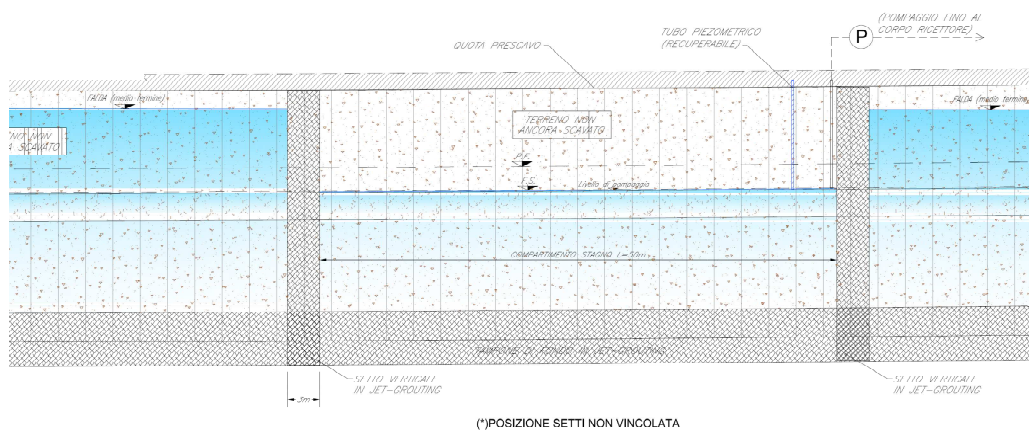 (POMPAGGIO FINO AL
CORPO RICETTORE)
P
TUBO PIEZOMETRICO
(RECUPERABILE)
QUOTA PRESCAVO
FALDA (medio termine)
FALDA (medio termine)
TERRENO NON
ANCORA SCAVATO
NON
SCAVATO
P.F.
F.S.
Livello di pompaggio
COMPARTIMENTO STAGNO L=50m
TAMPONE DI FONDO IN JET-GROUTING
SETTO VERTICALE
IN JET-GROUTING
SETTO VERTICALE
IN JET-GROUTING
3m
(*)POSIZIONE SETTI NON VINCOLATA